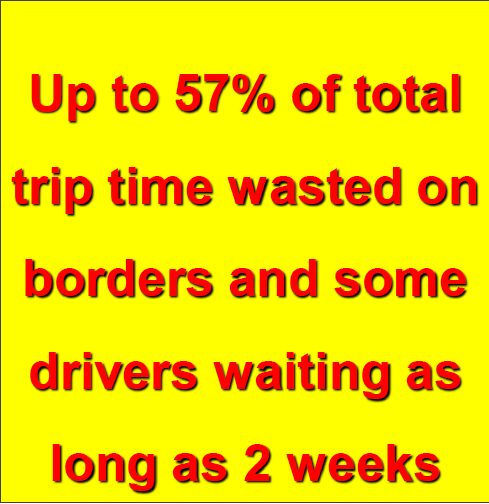 Up to 57% of total
trip time wasted on
borders and some
drivers waiting as
long as 2 weeks